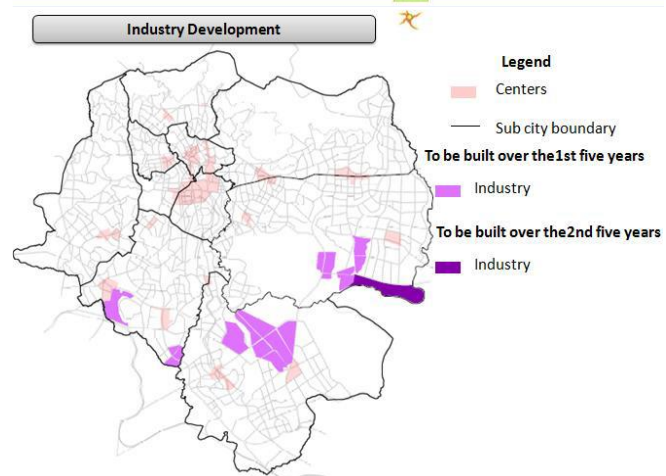 Industry Development
Legend
Centers
Sub city boundary
To be built over the1st five years
Industry
To be built over the2nd five years
Industry